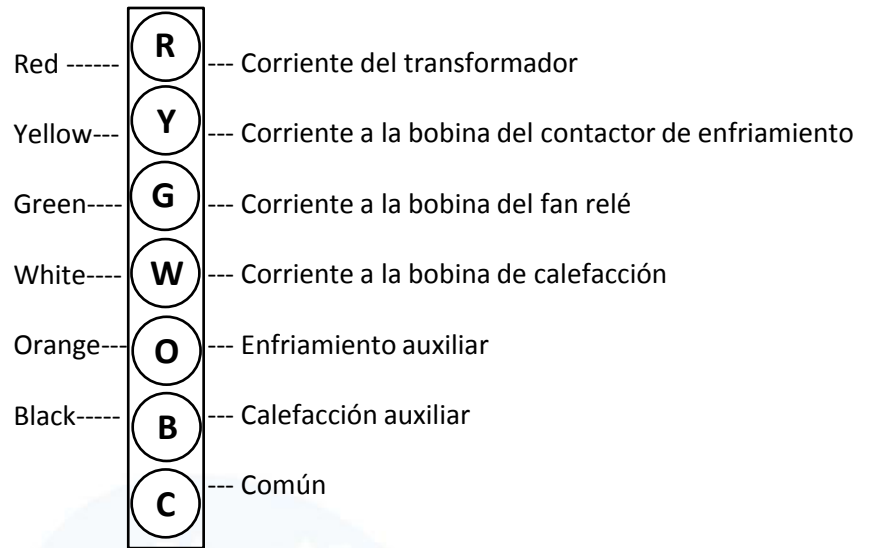 Red ------ R --- Corriente del transformador
Yellow--- Y --- Corriente a la bobina del contactor de enfriamiento
Green---- G --- Corriente a la bobina del fan relé
White---- W --- Corriente a la bobina de calefacción
Orange--- O --- Enfriamiento auxiliar
Black----- B --- Calefacción auxiliar
C --- Común